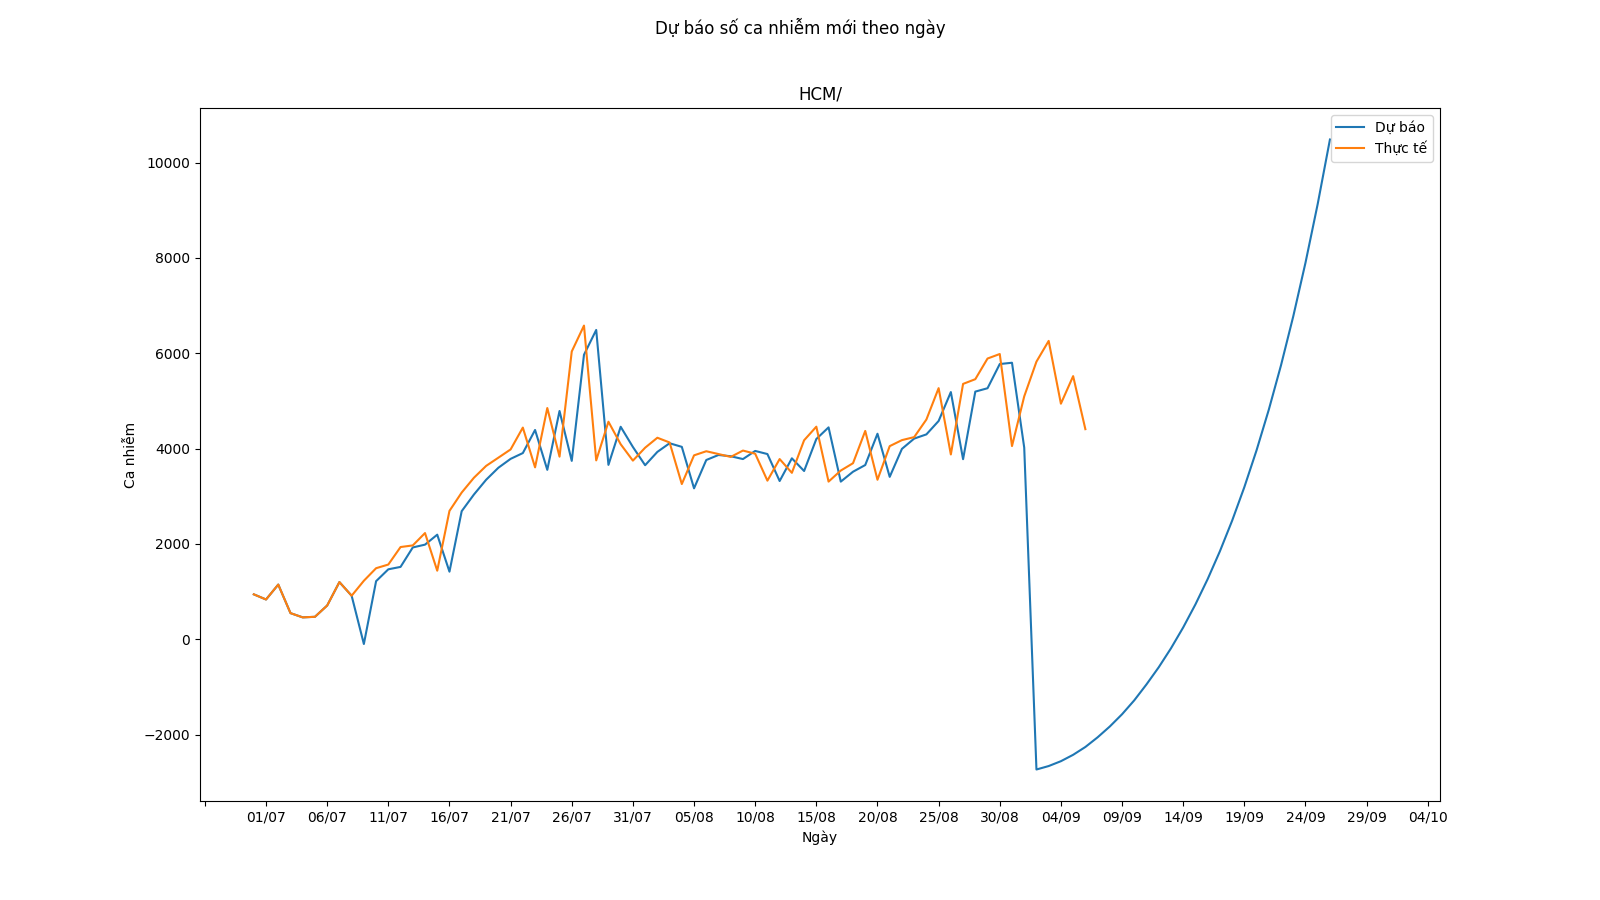 Dự báo số ca nhiễm mới theo ngày
HCM/
Dự báo
Thực tế
10000
8000
6000
4000
2000
0
−2000
Ca nhiễm
01/07 06/07 11/07 16/07 21/07 26/07 31/07 05/08 10/08 15/08 20/08 25/08 30/08 04/09 09/09 14/09 19/09 24/09 29/09 04/10
Ngày